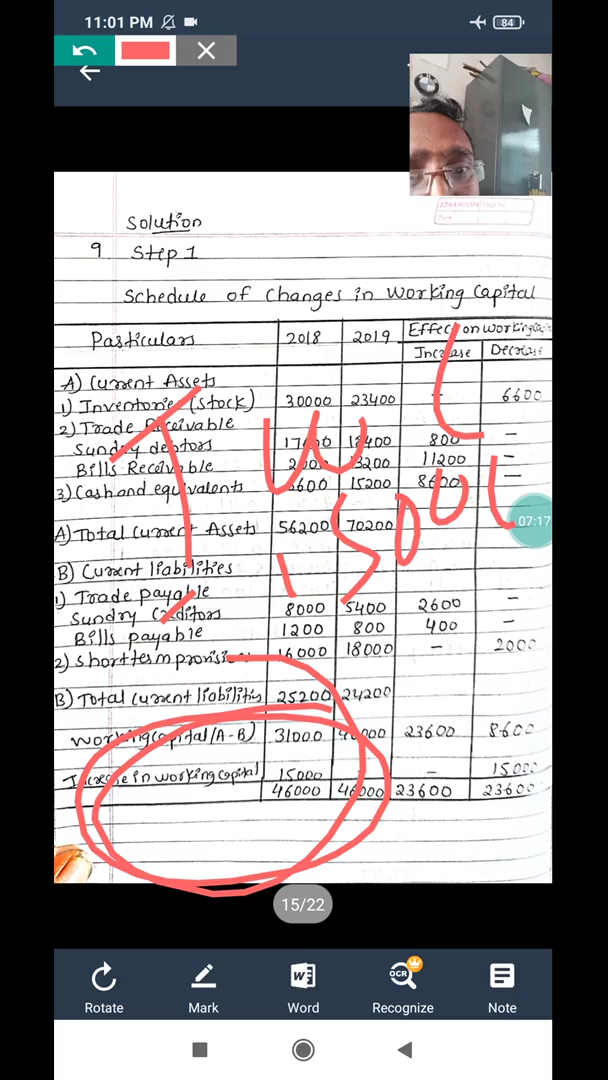 11:01 PM
84
Solution
9 Step 1
Schedule of Changes in Working Capital
Particulars 2018 2019 Effect on working
Increase Decrease
A) Current Assets
1) Inventories (stock) 30000 23400 - 6600
2) Trade Receivable
Sundry debtors 18400 800 -
Bills Receivable 11200 -
3) Cash and equivalents 15200 8600
A) Total Current Assets 56200 70200
B) Current liabilities
1) Trade payable
Sundry Creditors 8000 5400 2600 -
Bills payable 1200 800 400 -
2) short term provision 16000 18000 - 2000
B) Total Current liabilities 25200 24200
Working capital (A-B) 31000 23600 8600
Increase in working capital 15000 - - 15000
46000 46000 23600 23600
15000
07:17
15/22
Rotate
Mark
Word
OCR
Recognize
Note